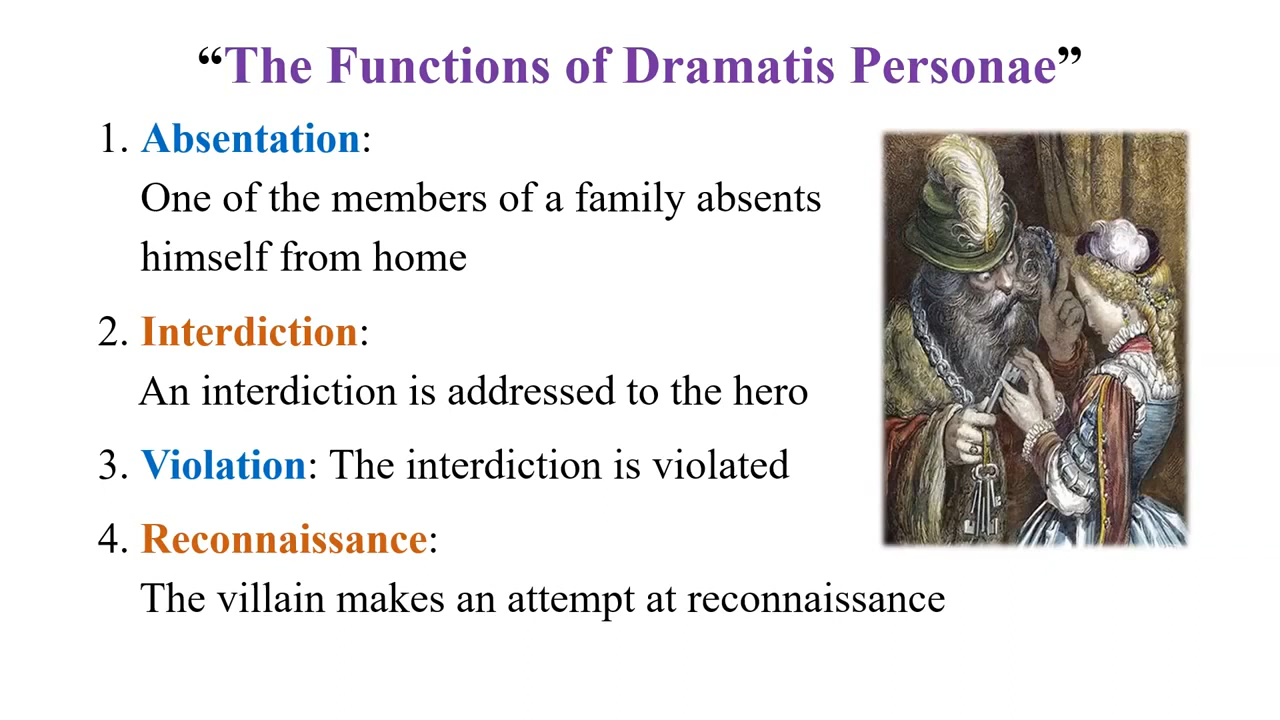 “The Functions of Dramatis Personae”
1. Absentation:
One of the members of a family absents
himself from home
2. Interdiction:
An interdiction is addressed to the hero
3. Violation: The interdiction is violated
4. Reconnaissance:
The villain makes an attempt at reconnaissance